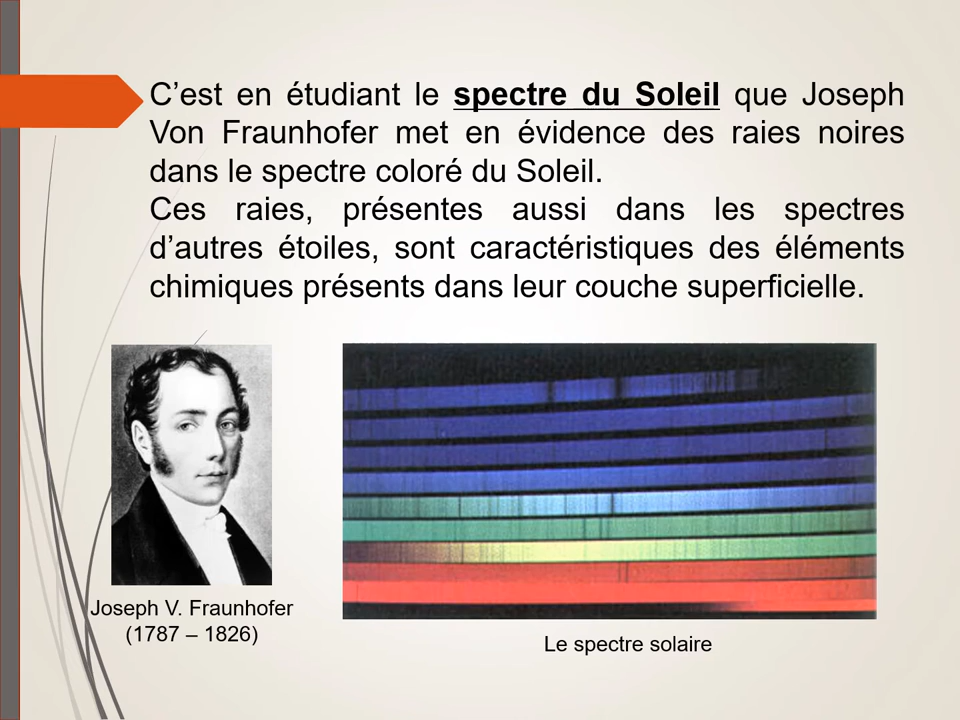 C’est en étudiant le spectre du Soleil que Joseph
Von Fraunhofer met en évidence des raies noires
dans le spectre coloré du Soleil.
Ces raies, présentes aussi dans les spectres
d’autres étoiles, sont caractéristiques des éléments
chimiques présents dans leur couche superficielle.
Joseph V. Fraunhofer
(1787 – 1826)
Le spectre solaire